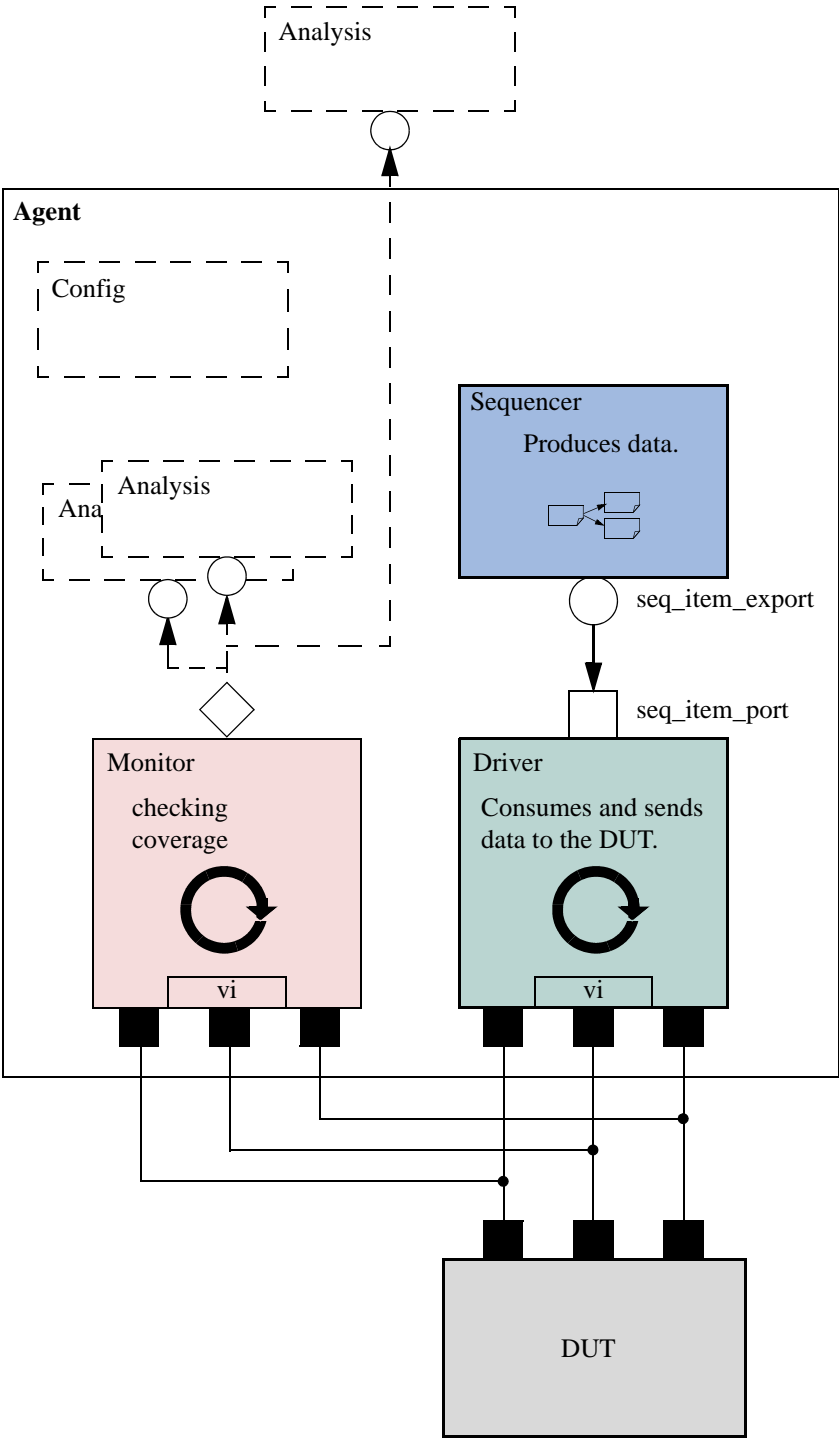 Analysis
Agent
Config
Analysis
Ana
Sequencer
Produces data.
seq_item_export
seq_item_port
Monitor
checking
coverage
vi
Driver
Consumes and sends
data to the DUT.
vi
DUT